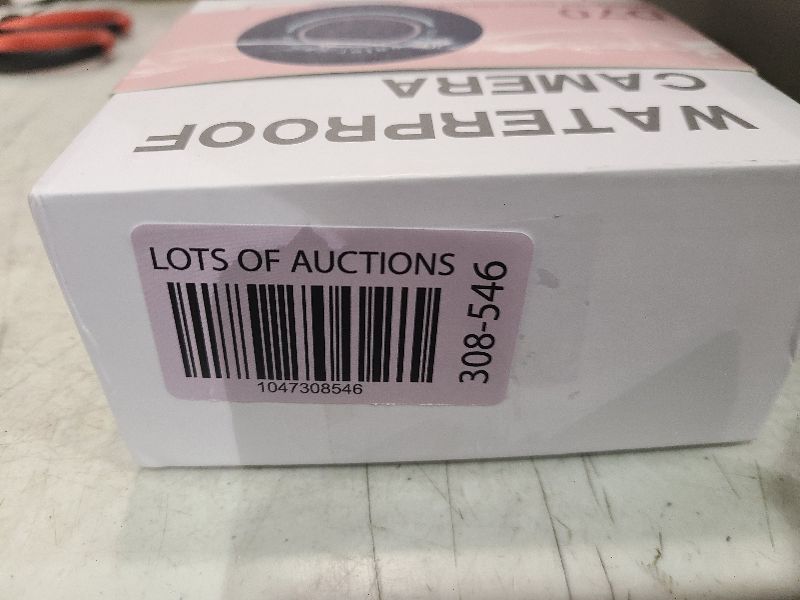 WATERPROOF
CAMERA
LOTS OF AUCTIONS
1047308546
308-546